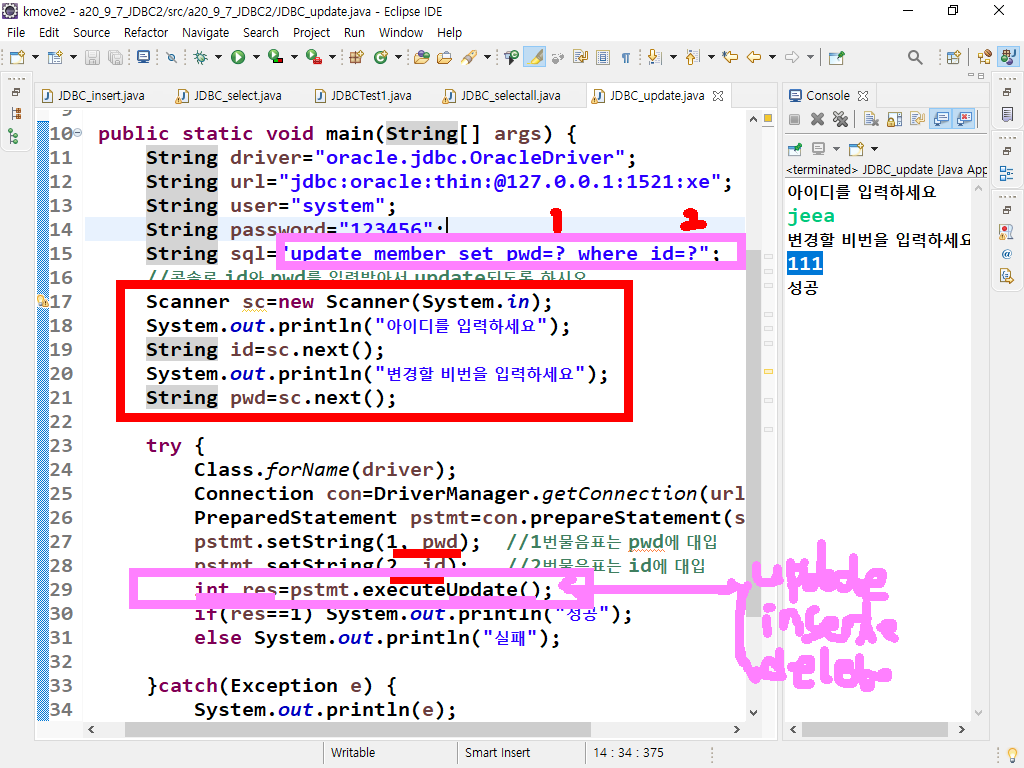 kmove2 - a20_9_7_JDBC2/src/a20_9_7_JDBC2/JDBC_update.java - Eclipse IDE
File Edit Source Refactor Navigate Search Project Run Window Help
JDBC_insert.java JDBC_select.java JDBCTest1.java JDBC_selectall.java JDBC_update.java
9
10 public static void main(String[] args) {
11 String driver="oracle.jdbc.OracleDriver";
12 String url="jdbc:oracle:thin:@127.0.0.1:1521:xe";
13 String user="system";
14 String password="123456";
1 2
15 String sql="update member set pwd=? where id=?";
16 //콘솔로 id와 pwd를 입력받아서 update되도록 하시오
17 Scanner sc=new Scanner(System.in);
18 System.out.println("아이디를 입력하세요");
19 String id=sc.next();
20 System.out.println("변경할 비번을 입력하세요");
21 String pwd=sc.next();
22
23 try {
24 Class.forName(driver);
25 Connection con=DriverManager.getConnection(url
26 PreparedStatement pstmt=con.prepareStatement(s
27 pstmt.setString(1, pwd); //1번물음표는 pwd에 대입
28 pstmt.setString(2, id); //2번물음표는 id에 대입
29 int res=pstmt.executeUpdate();
30 if(res==1) System.out.println("성공");
31 else System.out.println("실패");
32
33 }catch(Exception e) {
34 System.out.println(e);
update
Console
<terminated> JDBC_update [Java App
아이디를 입력하세요
jeea
변경할 비번을 입력하세요
111
성공
Writable Smart Insert 14 : 34 : 375